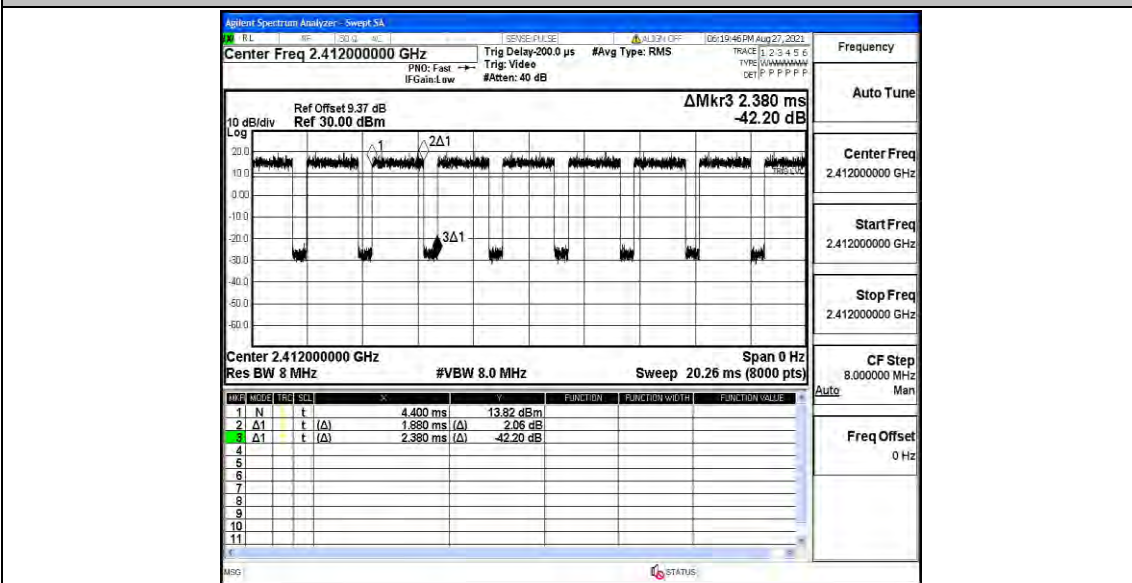 Agilent Spectrum Analyzer - Swept SA
RL RF 50 Ω AC SENSE:PULSE ALIGN OFF 06:19:46 PM Aug 27, 2021
Center Freq 2.412000000 GHz
PNO: Fast
IFGain:Low
Trig Delay-200.0 µs
Trig: Video
#Atten: 40 dB
#Avg Type: RMS
TRACE 1 2 3 4 5 6
TYPE
DET P P P P P P
ΔMkr3 2.380 ms
-42.20 dB
Ref Offset 9.37 dB
10 dB/div Ref 30.00 dBm
Log
20.0
10.0
0.00
-10.0
-20.0
-30.0
-40.0
-50.0
-60.0
1
2Δ1
3Δ1
TRIG LVL
Center 2.412000000 GHz Span 0 Hz
Res BW 8 MHz #VBW 8.0 MHz Sweep 20.26 ms (8000 pts)
MKR MODE TRC SCL X Y FUNCTION FUNCTION WIDTH FUNCTION VALUE
1 N t 4.400 ms 13.82 dBm
2 Δ1 t (Δ) 1.880 ms (Δ) 2.06 dB
3 Δ1 t (Δ) 2.380 ms (Δ) -42.20 dB
4
5
6
7
8
9
10
11
MSG STATUS
Frequency
Auto Tune
Center Freq
2.412000000 GHz
Start Freq
2.412000000 GHz
Stop Freq
2.412000000 GHz
CF Step
8.000000 MHz
Auto Man
Freq Offset
0 Hz